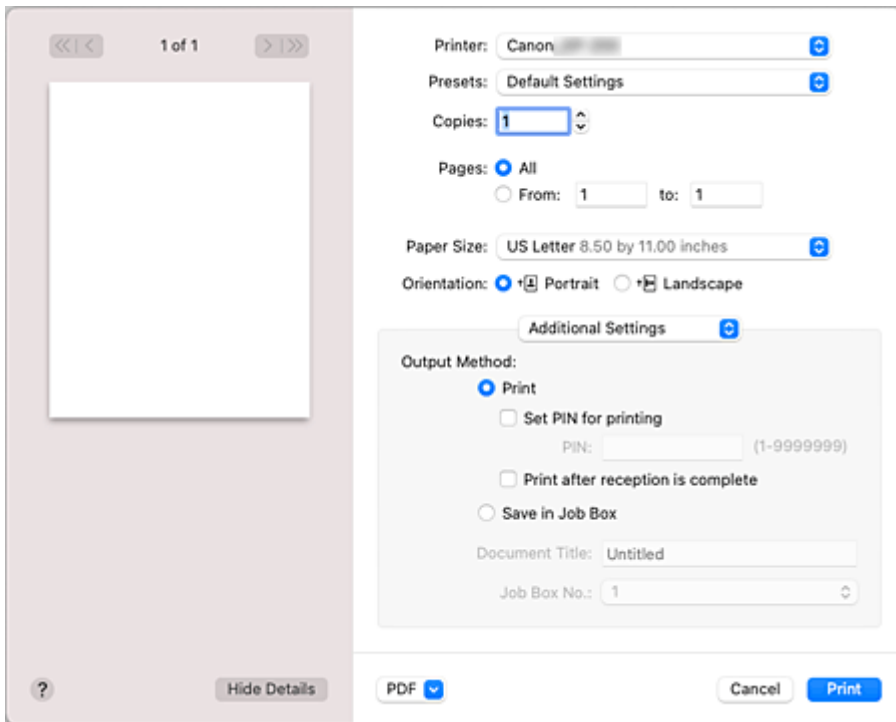 1 of 1
Printer: Canon
Presets: Default Settings
Copies: 1
Pages: All
From: 1 to: 1
Paper Size: US Letter 8.50 by 11.00 inches
Orientation: Portrait Landscape
Additional Settings
Output Method:
Print
Set PIN for printing
PIN: (1-9999999)
Print after reception is complete
Save in Job Box
Document Title: Untitled
Job Box No.: 1
? Hide Details PDF Cancel Print